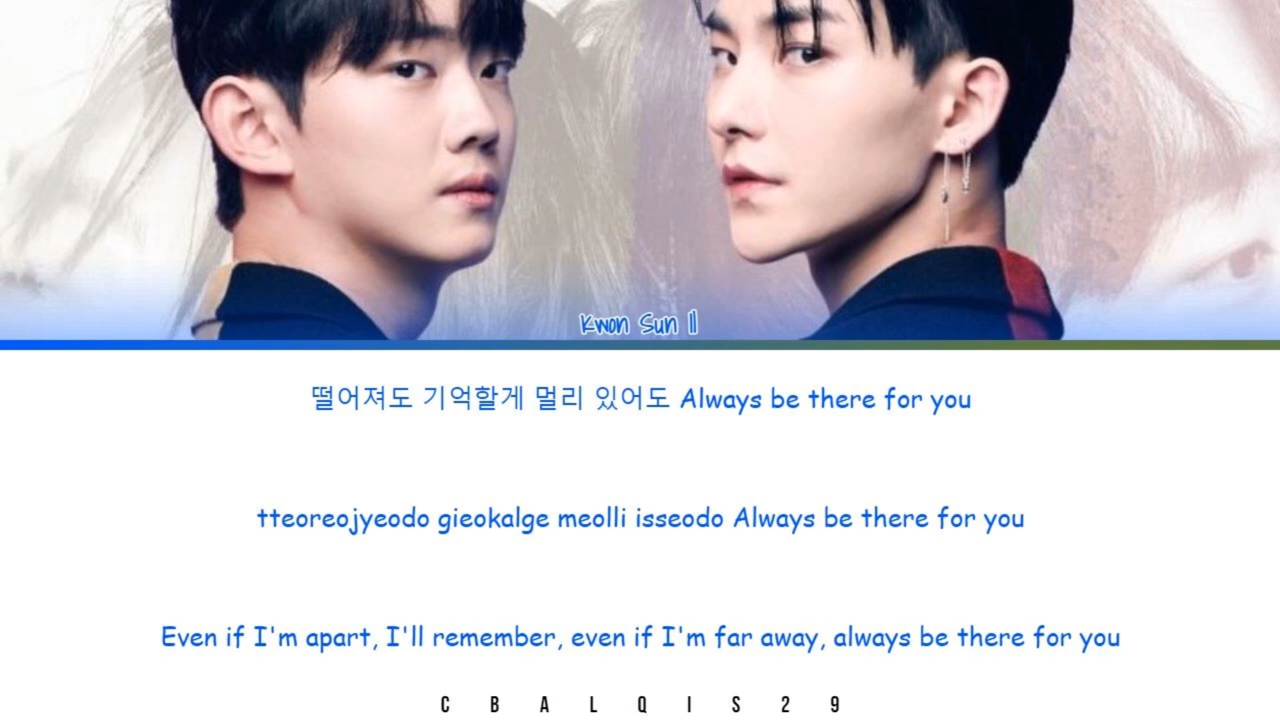 Kwon Sun Il
떨어져도 기억할게 멀리 있어도 Always be there for you
tteoreojyeodo gieokalge meolli isseodo Always be there for you
Even if I'm apart, I'll remember, even if I'm far away, always be there for you
CBALQIS29